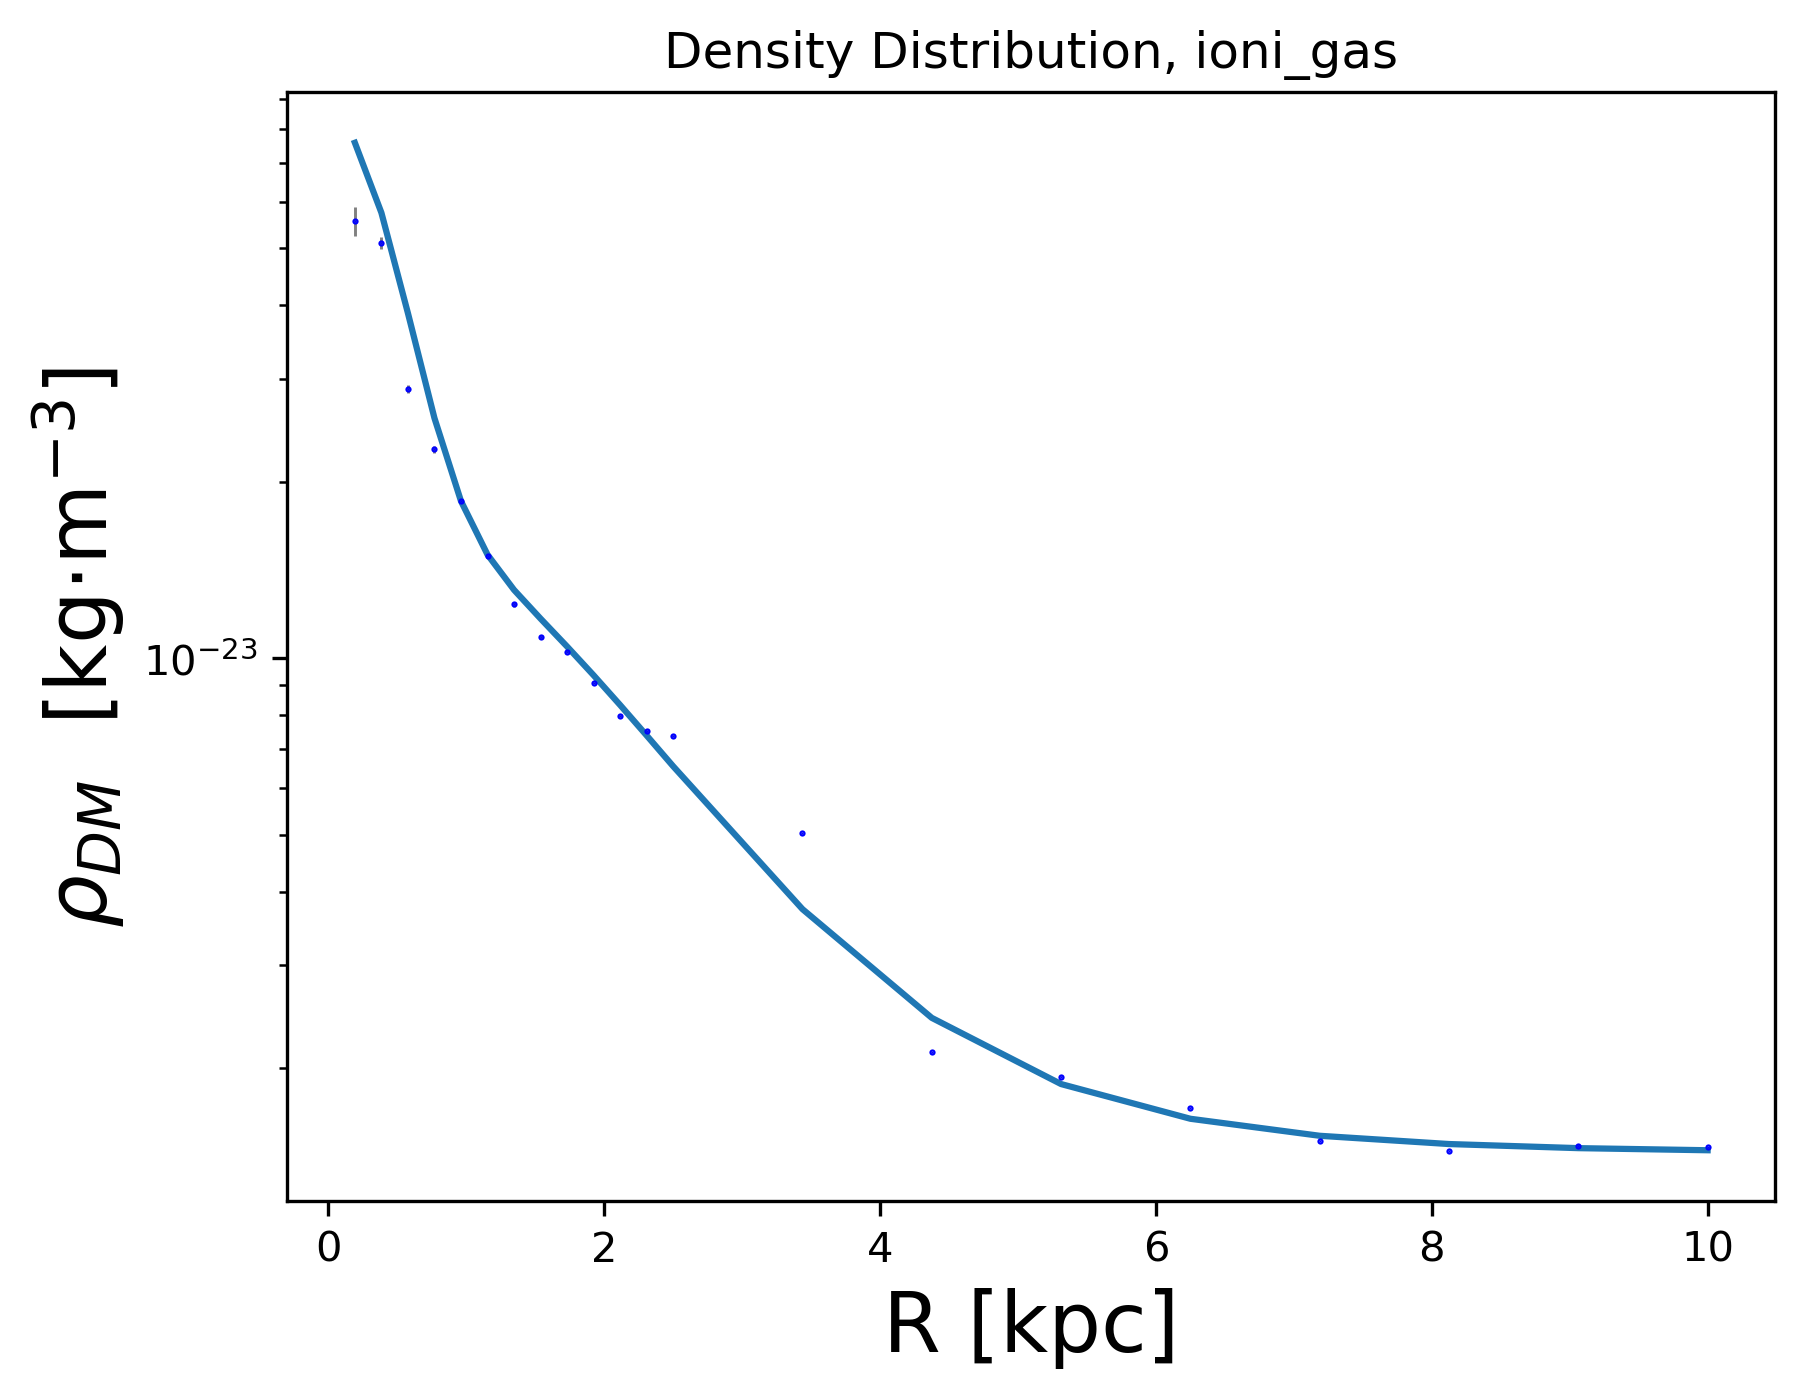 Density Distribution, ioni_gas
ρ_DM [kg·m⁻³]
10⁻²³
0 2 4 6 8 10
R [kpc]